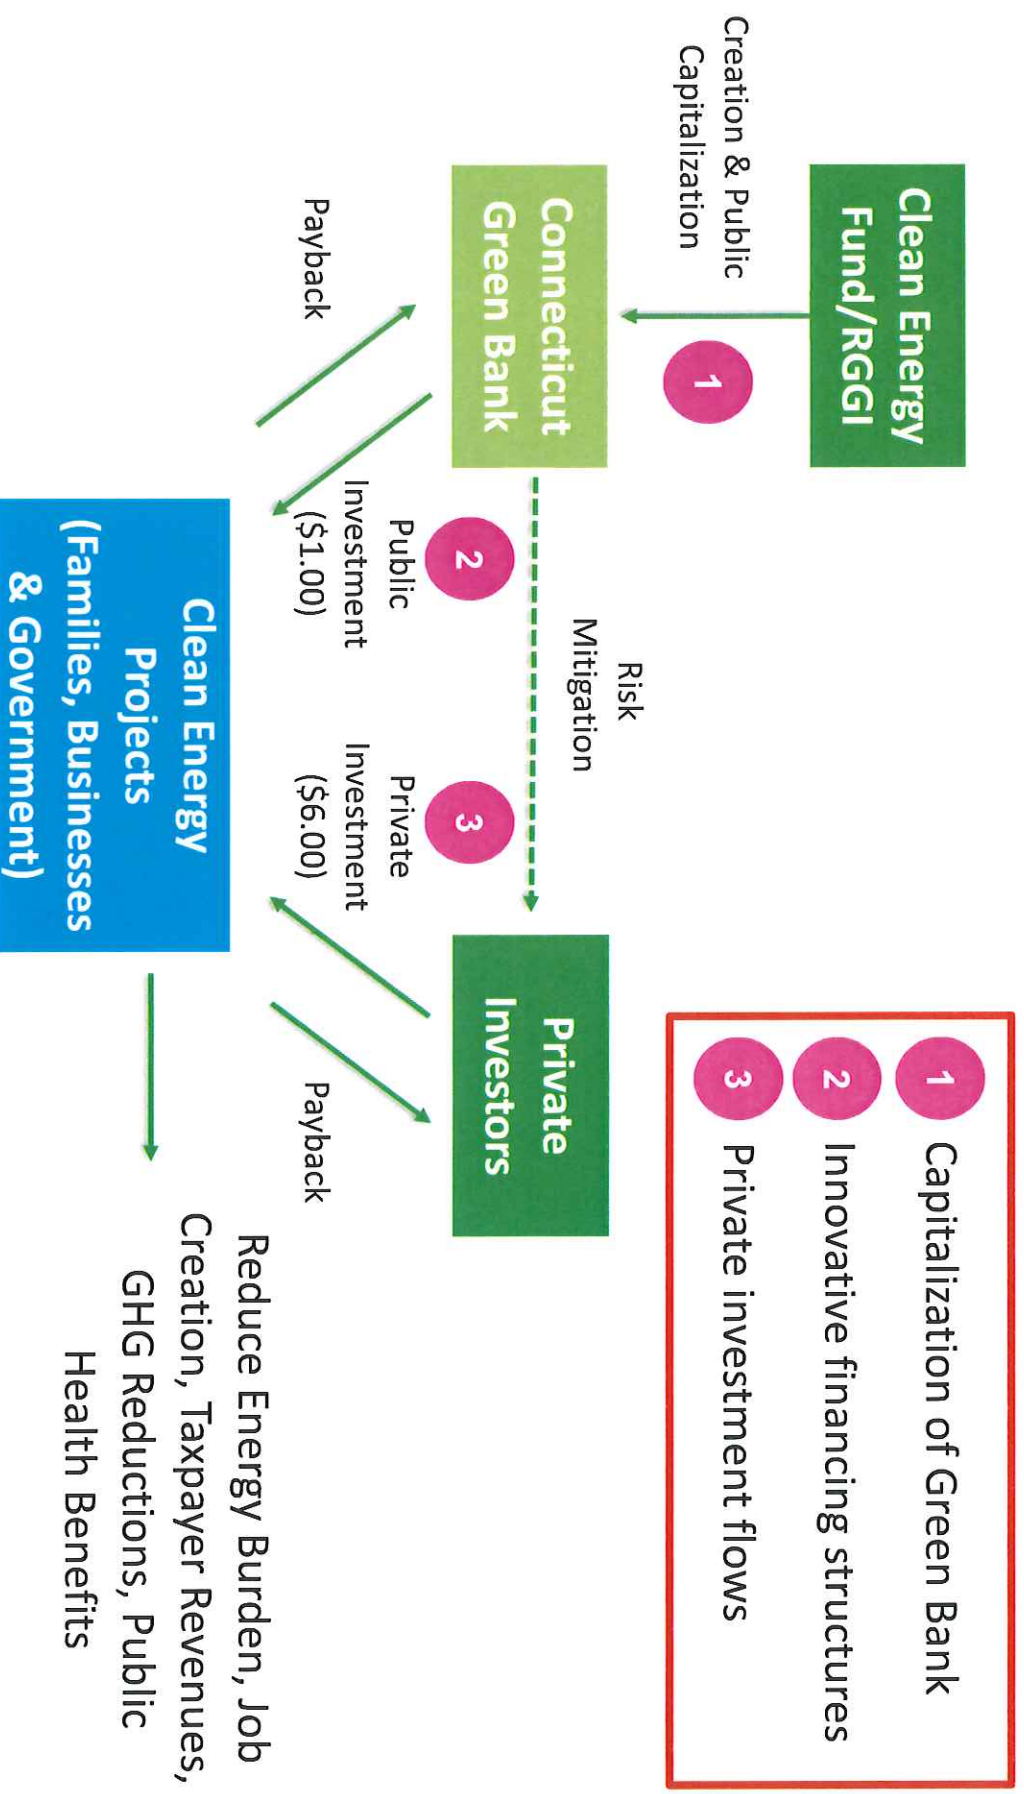 Clean Energy
Fund/RGGI
Creation & Public
Capitalization
1
1 Capitalization of Green Bank
2 Innovative financing structures
3 Private investment flows
Connecticut
Green Bank
Risk
Mitigation
Private
Investors
2
Public
Investment
($1.00)
3
Private
Investment
($6.00)
Payback
Payback
Clean Energy
Projects
(Families, Businesses
& Government)
Reduce Energy Burden, Job
Creation, Taxpayer Revenues,
GHG Reductions, Public
Health Benefits